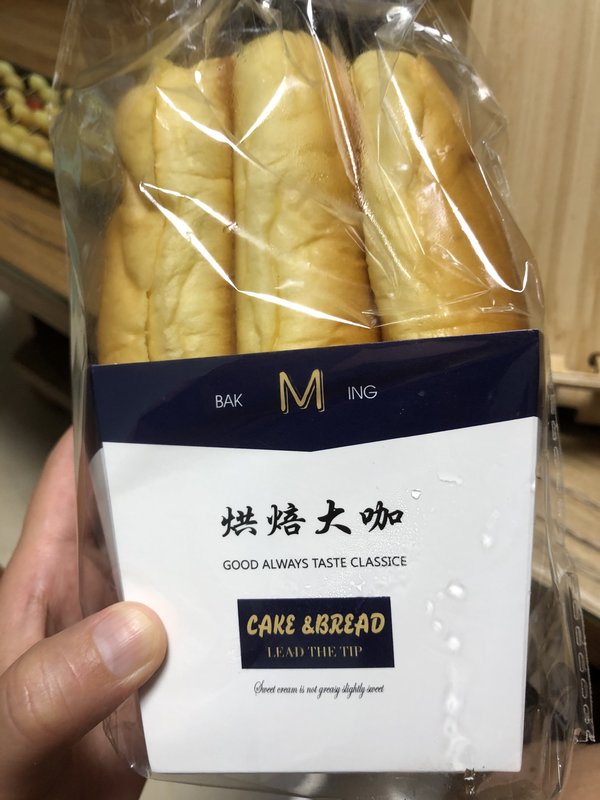 BAK M ING
烘焙大咖
GOOD ALWAYS TASTE CLASSICE
CAKE &BREAD
LEAD THE TIP
Sweet cream is not greasy slightly sweet